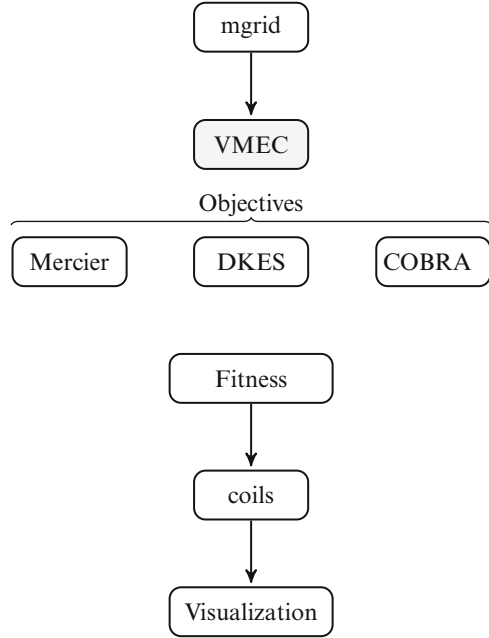 mgrid
VMEC
Objectives
Mercier
DKES
COBRA
Fitness
coils
Visualization